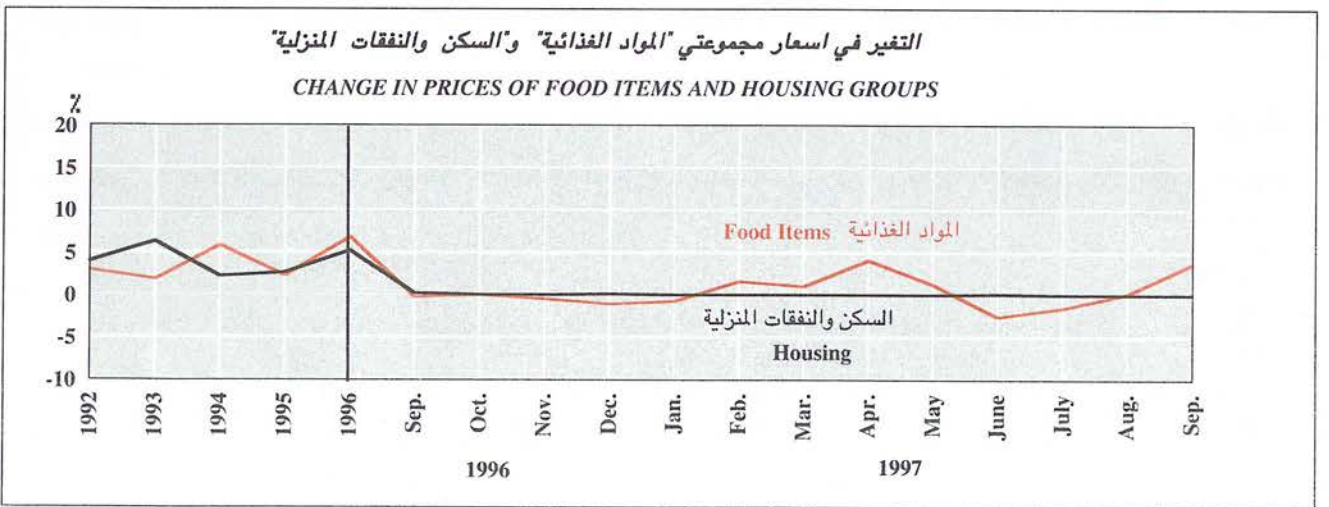 التغير في اسعار مجموعتي "المواد الغذائية" و"السكن والنفقات المنزلية"
CHANGE IN PRICES OF FOOD ITEMS AND HOUSING GROUPS
%
20
15
10
5
0
-5
-10
Food Items المواد الغذائية
السكن والنفقات المنزلية
Housing
1992 1993 1994 1995 1996 Sep. Oct. Nov. Dec. Jan. Feb. Mar. Apr. May June July Aug. Sep.
1996 1997